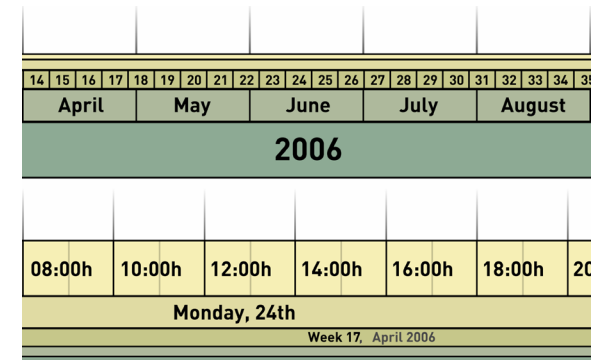 14 15 16 17 18 19 20 21 22 23 24 25 26 27 28 29 30 31 32 33 34 35
April May June July August
2006
08:00h 10:00h 12:00h 14:00h 16:00h 18:00h 20
Monday, 24th
Week 17, April 2006